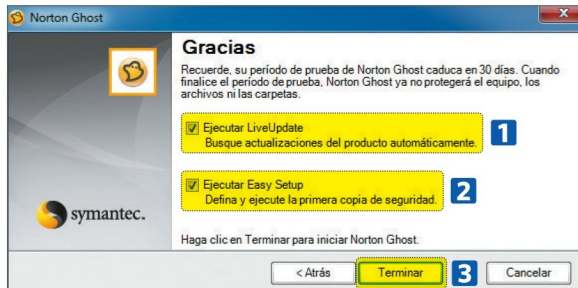 Norton Ghost
Gracias
Recuerde, su período de prueba de Norton Ghost caduca en 30 días. Cuando
finalice el período de prueba, Norton Ghost ya no protegerá el equipo, los
archivos ni las carpetas.
Ejecutar LiveUpdate
Busque actualizaciones del producto automáticamente.
1
Ejecutar Easy Setup
Defina y ejecute la primera copia de seguridad.
2
symantec.
Haga clic en Terminar para iniciar Norton Ghost.
< Atrás
Terminar
3
Cancelar